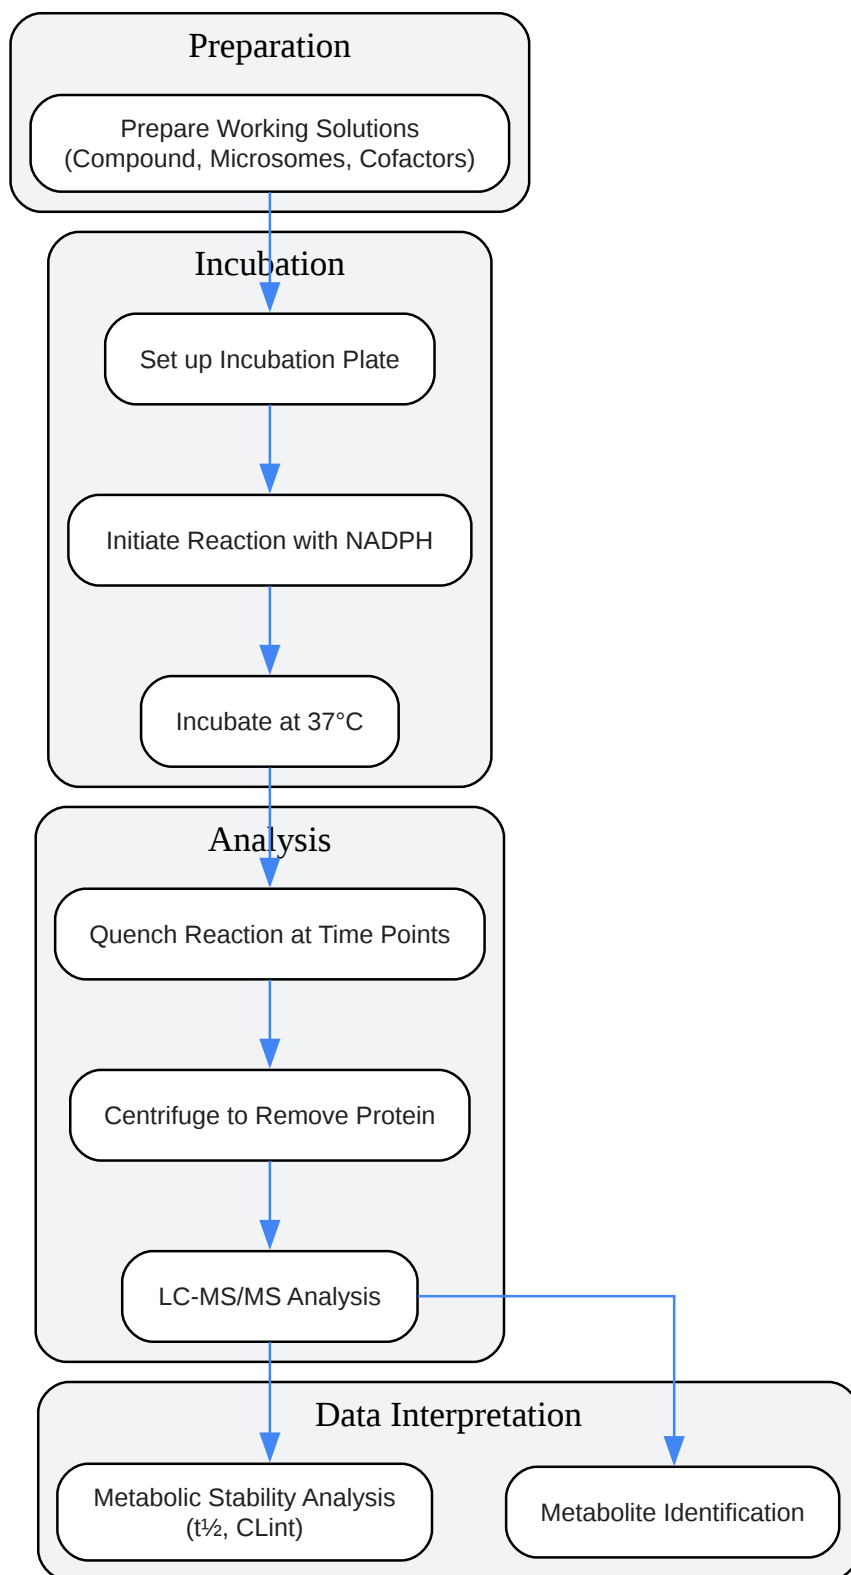 Preparation
Prepare Working Solutions
(Compound, Microsomes, Cofactors)
Incubation
Set up Incubation Plate
Initiate Reaction with NADPH
Incubate at 37°C
Analysis
Quench Reaction at Time Points
Centrifuge to Remove Protein
LC-MS/MS Analysis
Data Interpretation
Metabolic Stability Analysis
(t½, CLint)
Metabolite Identification